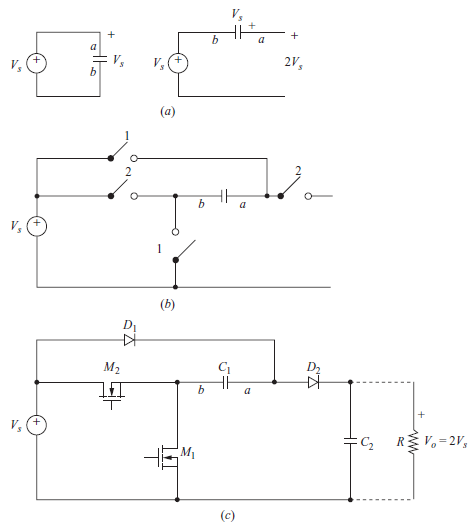 V_s + a b + V_s
V_s + b V_s + a + 2V_s
(a)
1
2 2
b a
V_s +
1
(b)
D_1
M_2 C_1 D_2
b a
V_s + M_1 C_2 R + V_o = 2V_s
(c)